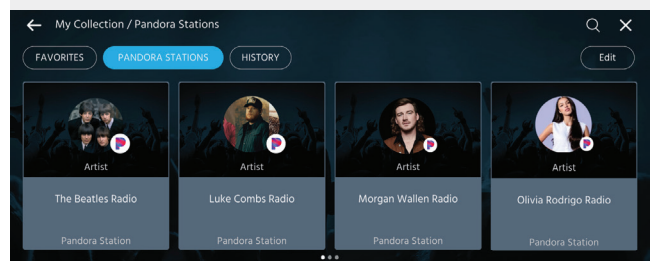 My Collection / Pandora Stations
FAVORITES PANDORA STATIONS HISTORY Edit
Artist Artist Artist Artist
The Beatles Radio Luke Combs Radio Morgan Wallen Radio Olivia Rodrigo Radio
Pandora Station Pandora Station Pandora Station Pandora Station